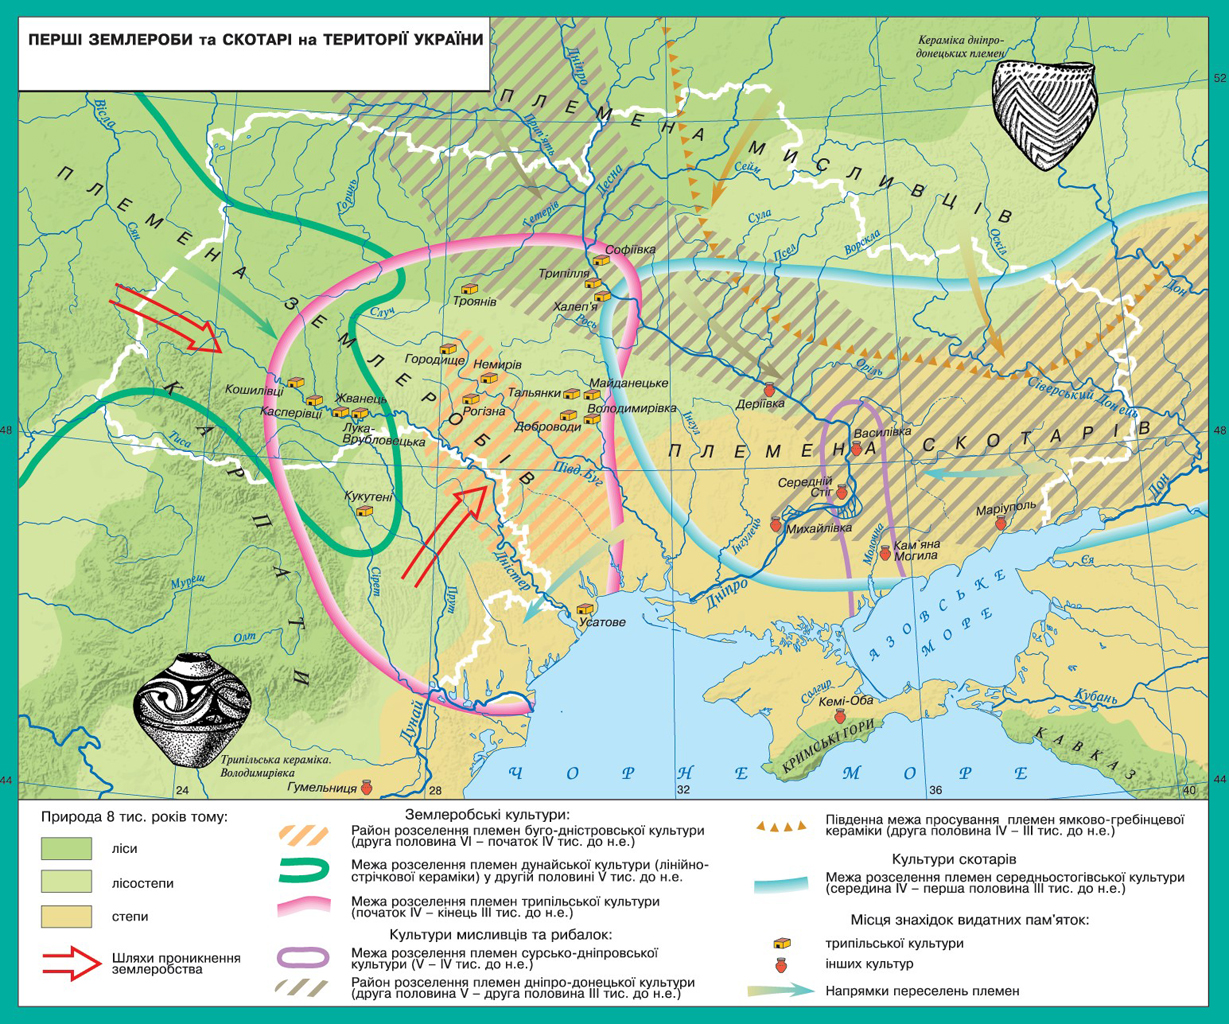 ПЕРШІ ЗЕМЛЕРОБИ та СКОТАРІ на ТЕРИТОРІЇ УКРАЇНИ
Кераміка дніпро-
донецьких племен
52
Дніпро
Вісла
ПЛЕМЕНА МИСЛИВЦІВ
Прип'ять
Десна
Сейм
Горинь
Тетерів
Сула
Псел
Ворскла
Оскіл
Сян
ПЛЕМЕНА ЗЕМЛЕРОБІВ
Софіївка
Трипілля
Халеп'я
Троянів
Случ
Рось
Дон
Городище
Немирів
Кошилівці
Жванець
Тальянки
Майданецьке
Касперівці
Рогізна
Володимирівка
Доброводи
Лука-
Врубловецька
Деріївка
Оріль
Сіверський Донець
48
48
Тиса
Інгул
Василівка
ПЛЕМЕНА СКОТАРІВ
КАРПАТИ
Півд. Буг
Середній
Стіг
Дон
Кукутені
Михайлівка
Маріуполь
Інгулець
Молочна
Кам'яна
Могила
Єя
Муреш
Сірет
Прут
Дністер
Дніпро
Усатове
АЗОВСЬКЕ
МОРЕ
Олт
Салгир
Кемі-Оба
Кубань
КРИМСЬКІ ГОРИ
КАВКАЗ
Дунай
Трипільська кераміка.
Володимирівка
Гумельниця
ЧОРНЕ МОРЕ
44
44
24
28
32
36
40
Природа 8 тис. років тому:
ліси
лісостепи
степи
Шляхи проникнення
землеробства
Землеробські культури:
Район розселення племен буго-дністровської культури
(друга половина VI – початок IV тис. до н.е.)
Межа розселення племен дунайської культури (лінійно-
стрічкової кераміки) у другій половині V тис. до н.е.
Межа розселення племен трипільської культури
(початок IV – кінець III тис. до н.е.)
Культури мисливців та рибалок:
Межа розселення племен сурсько-дніпровської
культури (V – IV тис. до н.е.)
Район розселення племен дніпро-донецької культури
(друга половина V – друга половина III тис. до н.е.)
Південна межа просування племен ямково-гребінцевої
кераміки (друга половина IV – III тис. до н.е.)
Культури скотарів
Межа розселення племен середньостогівської культури
(середина IV – перша половина III тис. до н.е.)
Місця знахідок видатних пам'яток:
трипільської культури
інших культур
Напрямки переселень племен